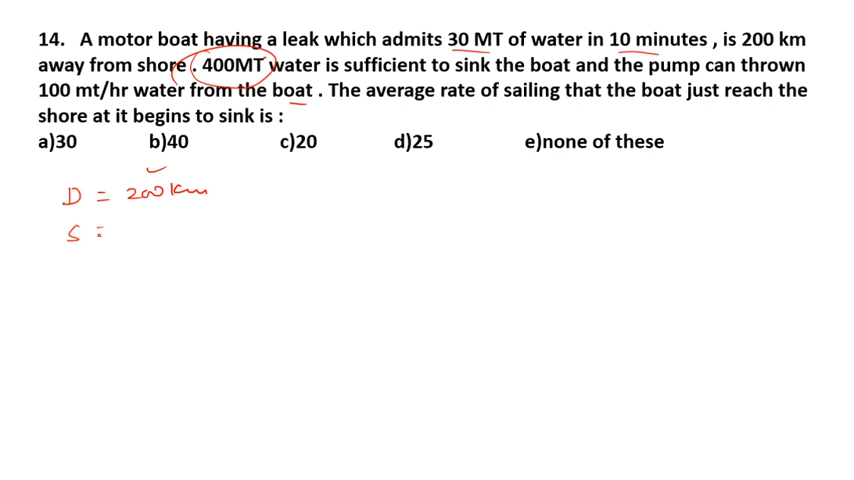 14. A motor boat having a leak which admits 30 MT of water in 10 minutes , is 200 km
away from shore . 400MT water is sufficient to sink the boat and the pump can thrown
100 mt/hr water from the boat . The average rate of sailing that the boat just reach the
shore at it begins to sink is :
a)30 b)40 c)20 d)25 e)none of these
D = 200 km
S =